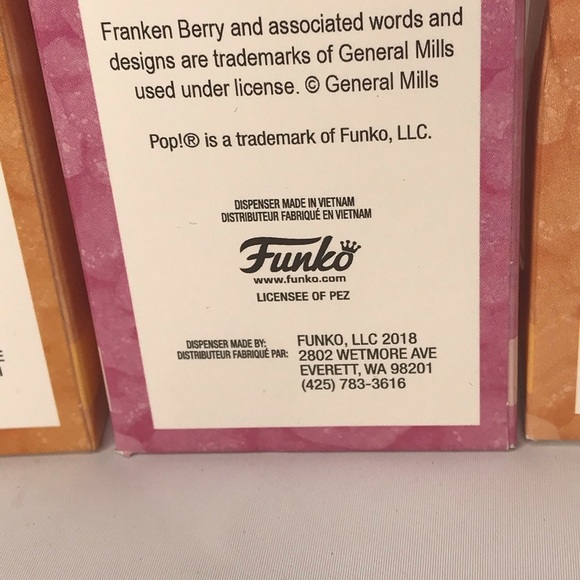 Franken Berry and associated words and
designs are trademarks of General Mills
used under license. © General Mills
Pop!® is a trademark of Funko, LLC.
DISPENSER MADE IN VIETNAM
DISTRIBUTEUR FABRIQUÉ EN VIETNAM
Funko
www.funko.com
LICENSEE OF PEZ
DISPENSER MADE BY:
DISTRIBUTEUR FABRIQUÉ PAR:
FUNKO, LLC 2018
2802 WETMORE AVE
EVERETT, WA 98201
(425) 783-3616